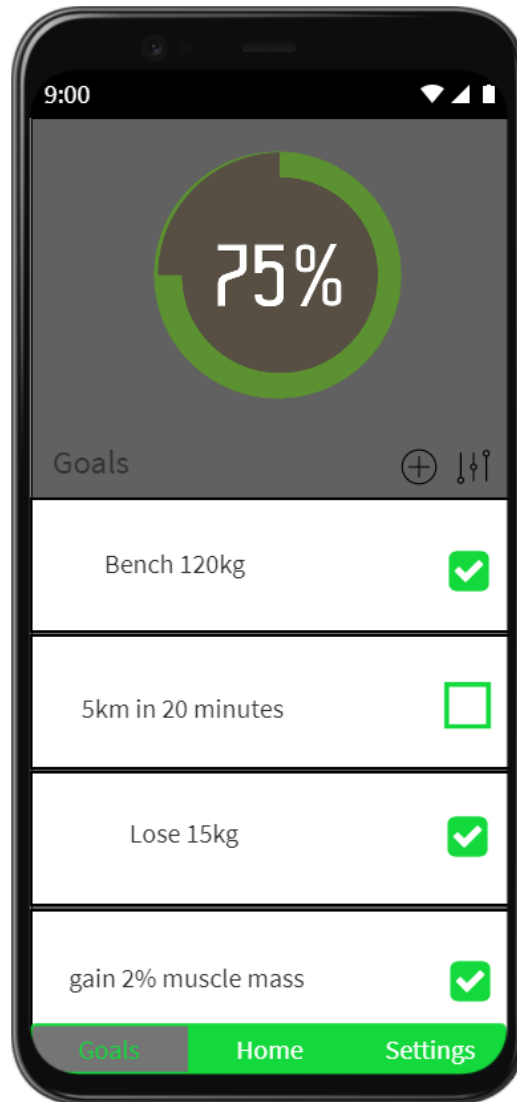 9:00
75%
Goals
Bench 120kg
5km in 20 minutes
Lose 15kg
gain 2% muscle mass
Goals Home Settings